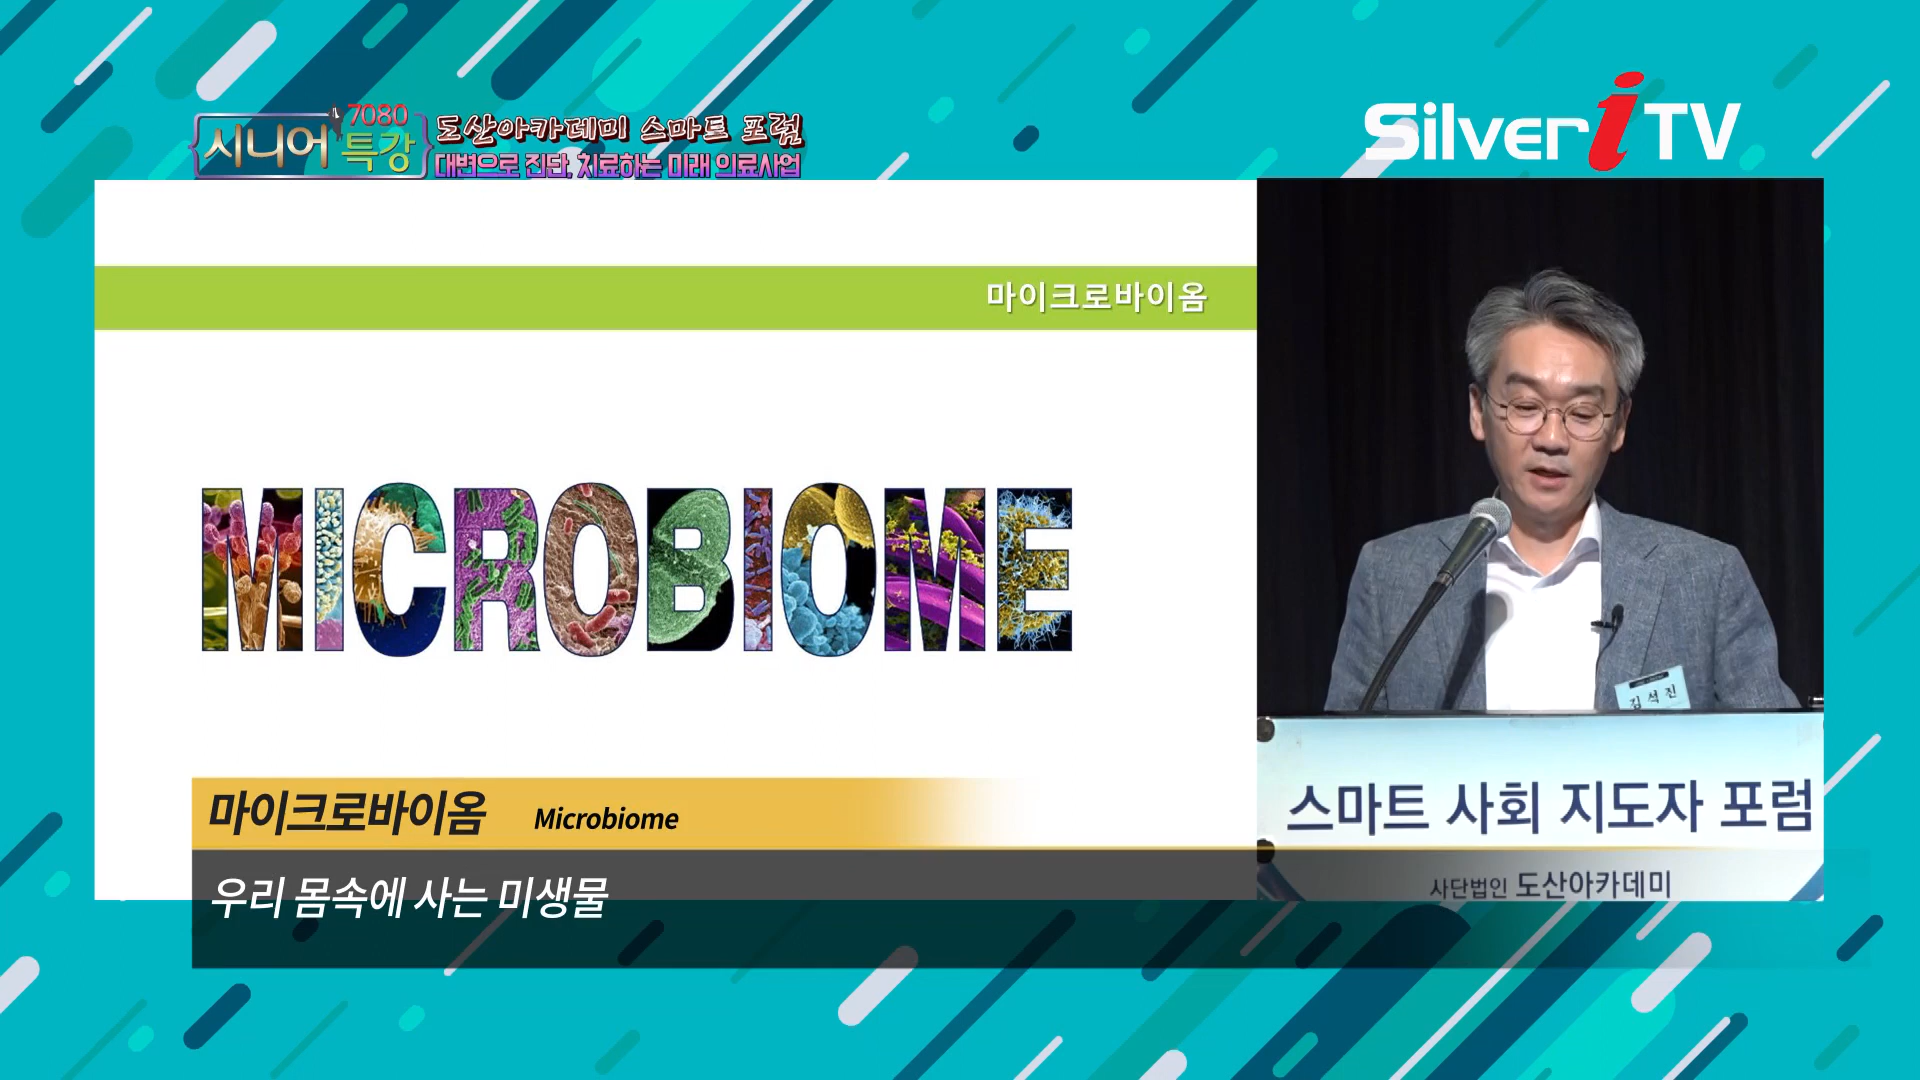 시니어 7080 특강
도산아카데미 스마트 포럼
대변으로 진단, 치료하는 미래 의료사업
Silver i TV
마이크로바이옴
MICROBIOME
김석진
스마트 사회 지도자 포럼
사단법인 도산아카데미
마이크로바이옴 Microbiome
우리 몸속에 사는 미생물